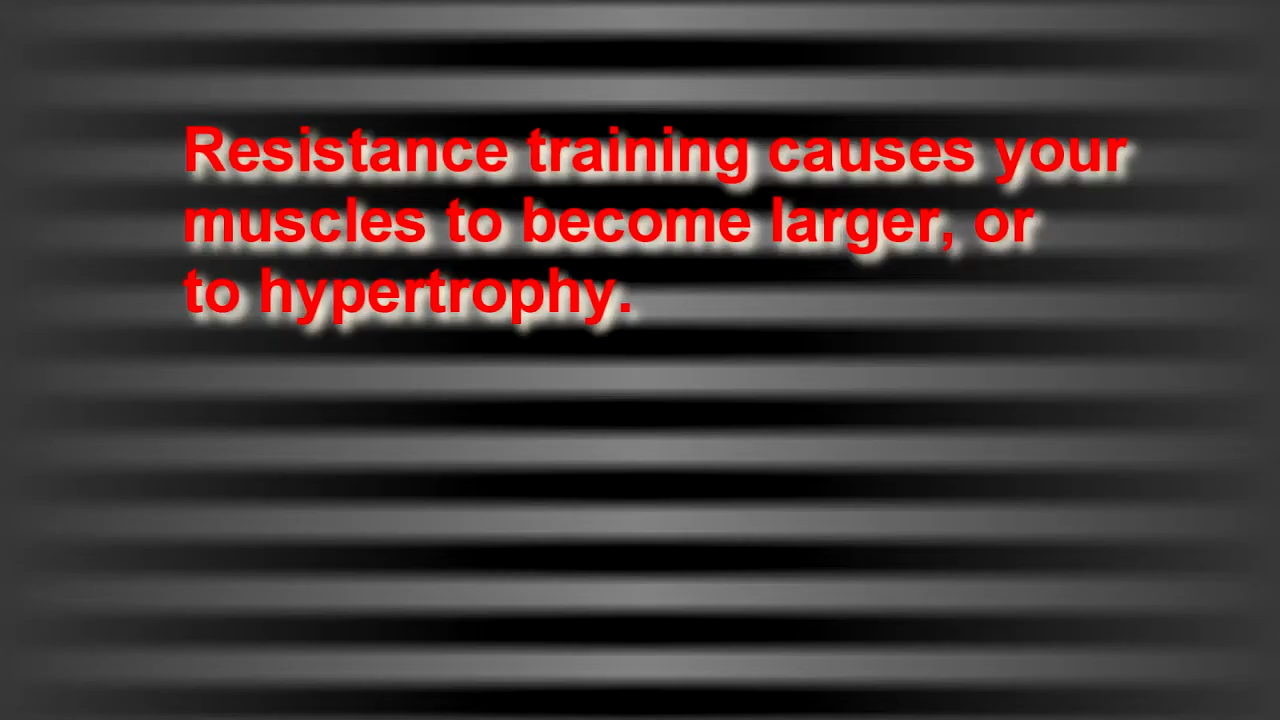 Resistance training causes your
muscles to become larger, or
to hypertrophy.